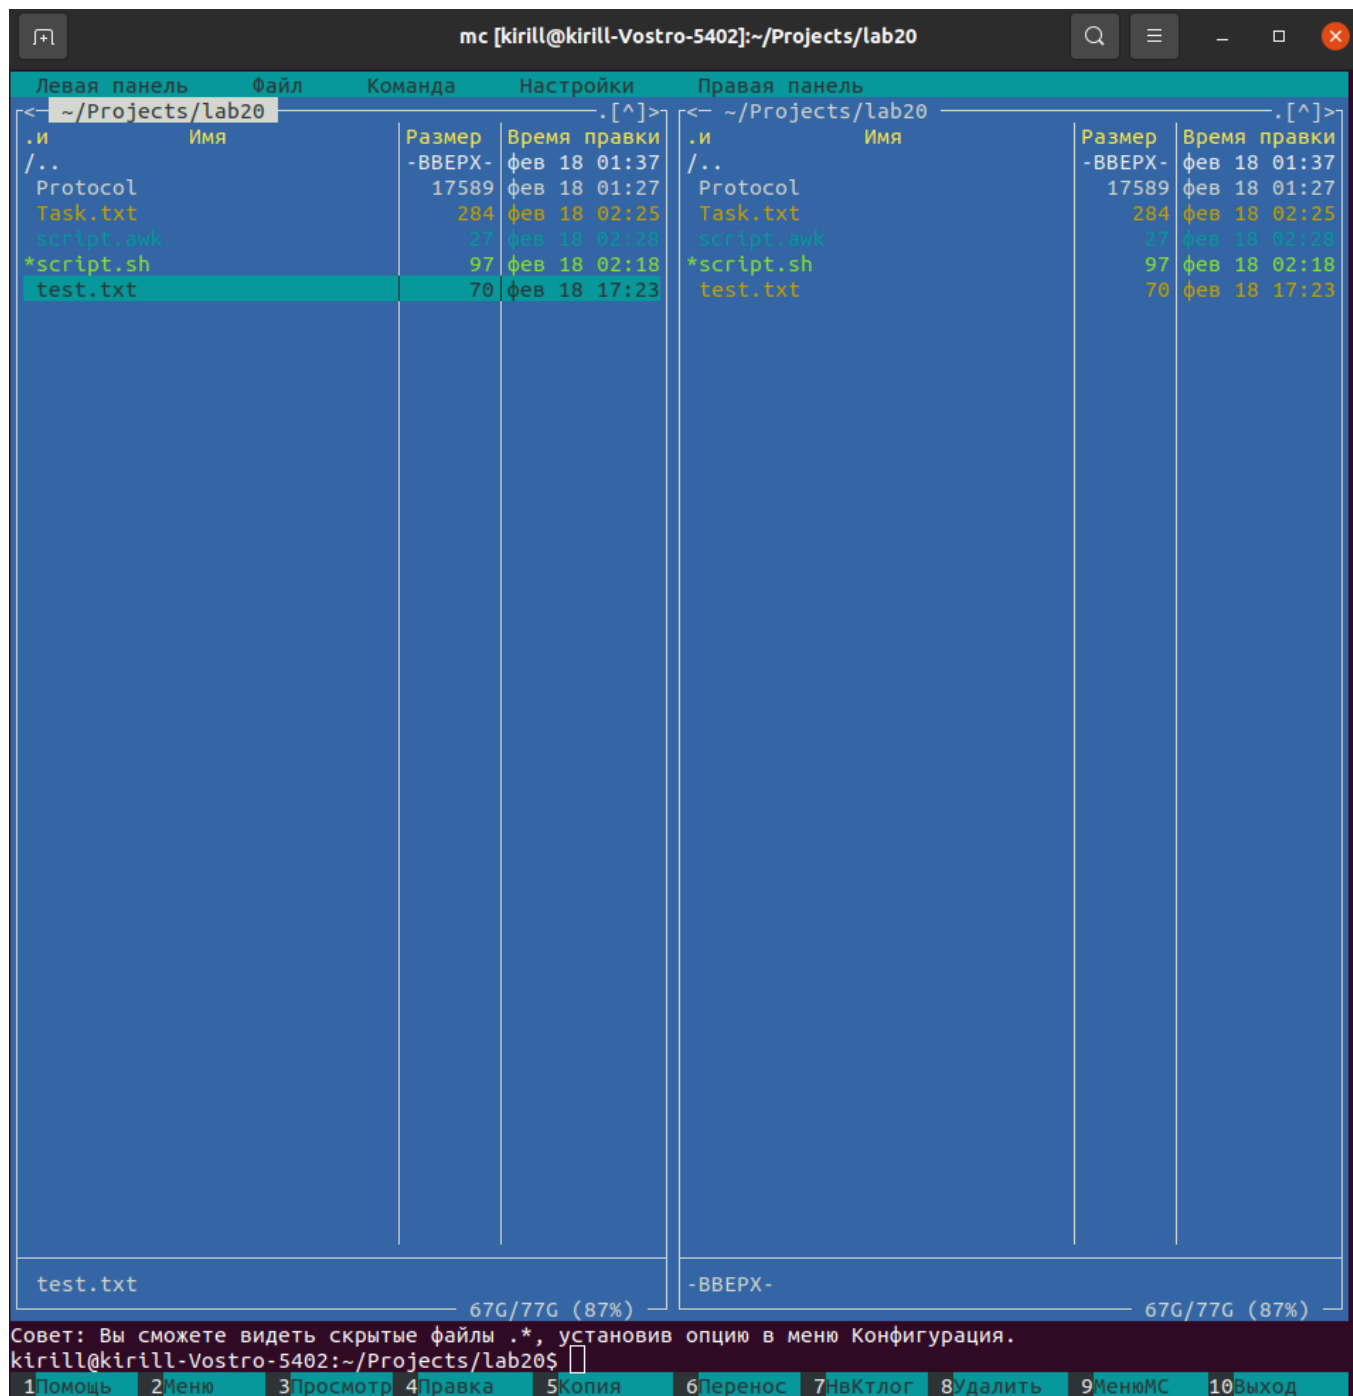 mc [kirill@kirill-Vostro-5402]:~/Projects/lab20
Левая панель Файл Команда Настройки Правая панель
<─ ~/Projects/lab20 ─.[^]>
.и Имя Размер Время правки
/.. -ВВЕРХ- фев 18 01:37
Protocol 17589 фев 18 01:27
Task.txt 284 фев 18 02:25
script.awk 27 фев 18 02:28
*script.sh 97 фев 18 02:18
test.txt 70 фев 18 17:23
test.txt
67G/77G (87%)
<─ ~/Projects/lab20 ─.[^]>
.и Имя Размер Время правки
/.. -ВВЕРХ- фев 18 01:37
Protocol 17589 фев 18 01:27
Task.txt 284 фев 18 02:25
script.awk 27 фев 18 02:28
*script.sh 97 фев 18 02:18
test.txt 70 фев 18 17:23
-ВВЕРХ-
67G/77G (87%)
Совет: Вы сможете видеть скрытые файлы .*, установив опцию в меню Конфигурация.
kirill@kirill-Vostro-5402:~/Projects/lab20$
1Помощь 2Меню 3Просмотр 4Правка 5Копия 6Перенос 7НвКтлог 8Удалить 9МенюМС 10Выход